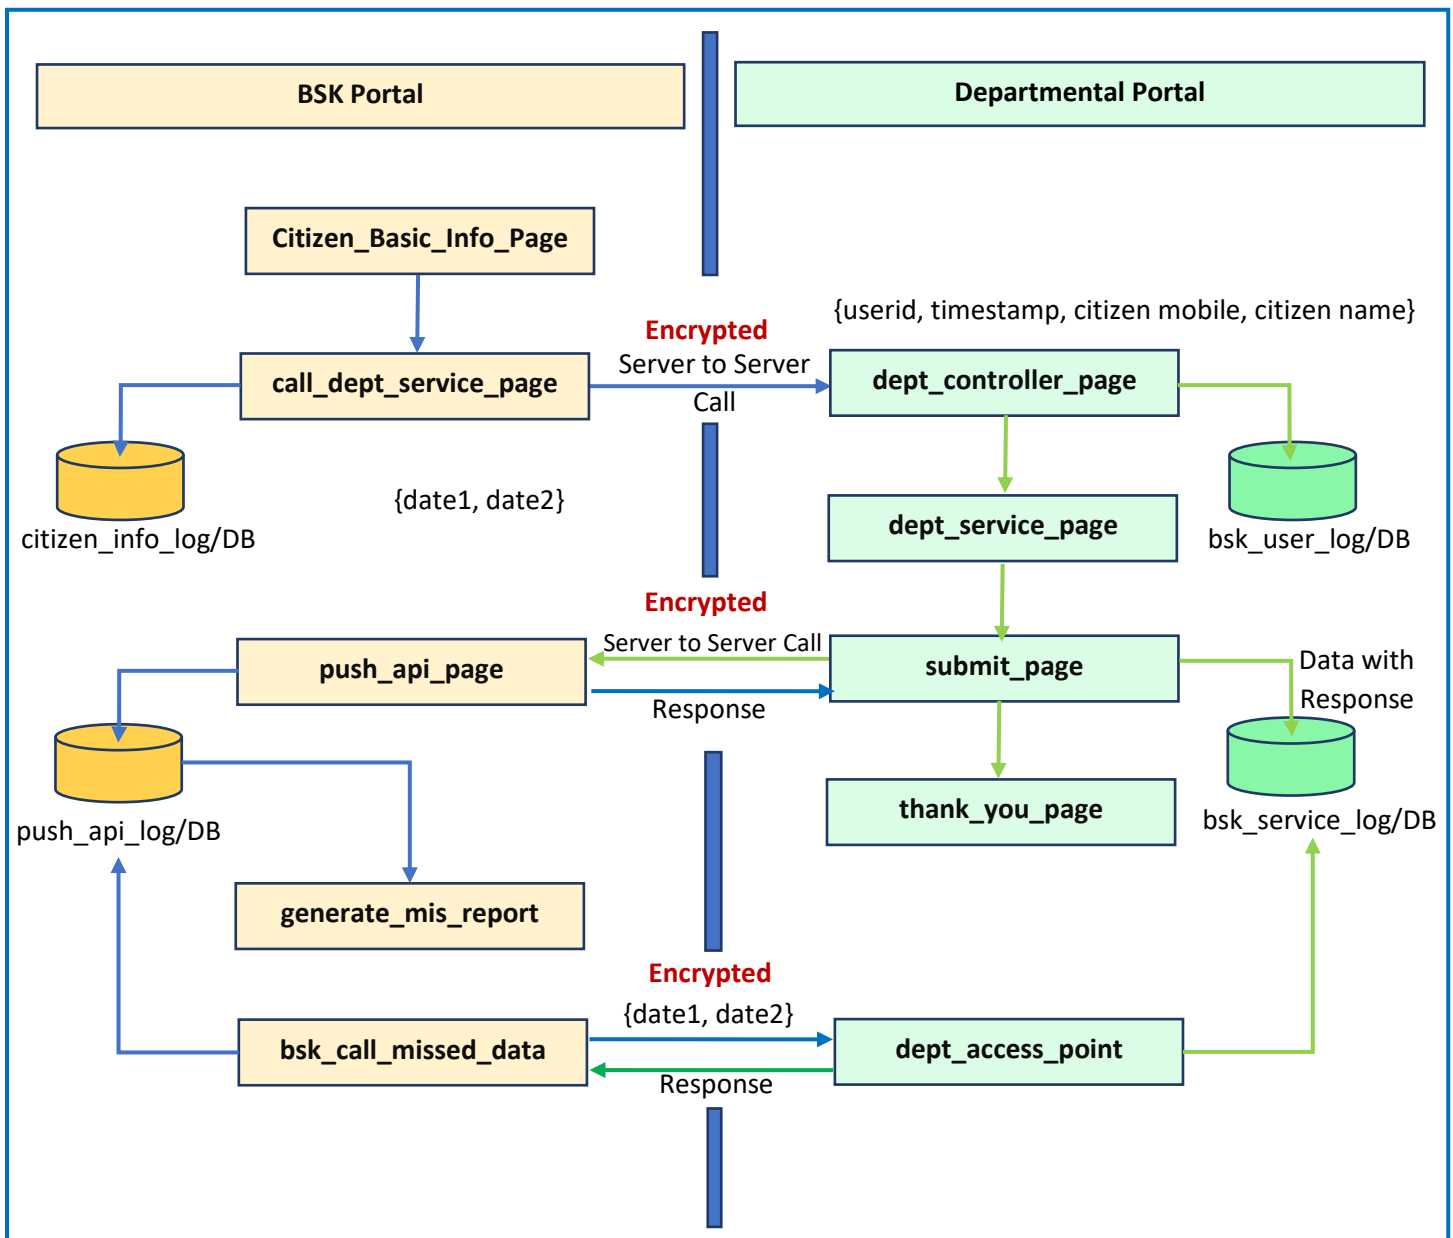 BSK Portal
Departmental Portal
Citizen_Basic_Info_Page
{userid, timestamp, citizen mobile, citizen name}
Encrypted
Server to Server
Call
call_dept_service_page
dept_controller_page
citizen_info_log/DB
{date1, date2}
dept_service_page
bsk_user_log/DB
Encrypted
Server to Server Call
push_api_page
submit_page
Data with
Response
Response
push_api_log/DB
thank_you_page
bsk_service_log/DB
generate_mis_report
Encrypted
{date1, date2}
bsk_call_missed_data
dept_access_point
Response